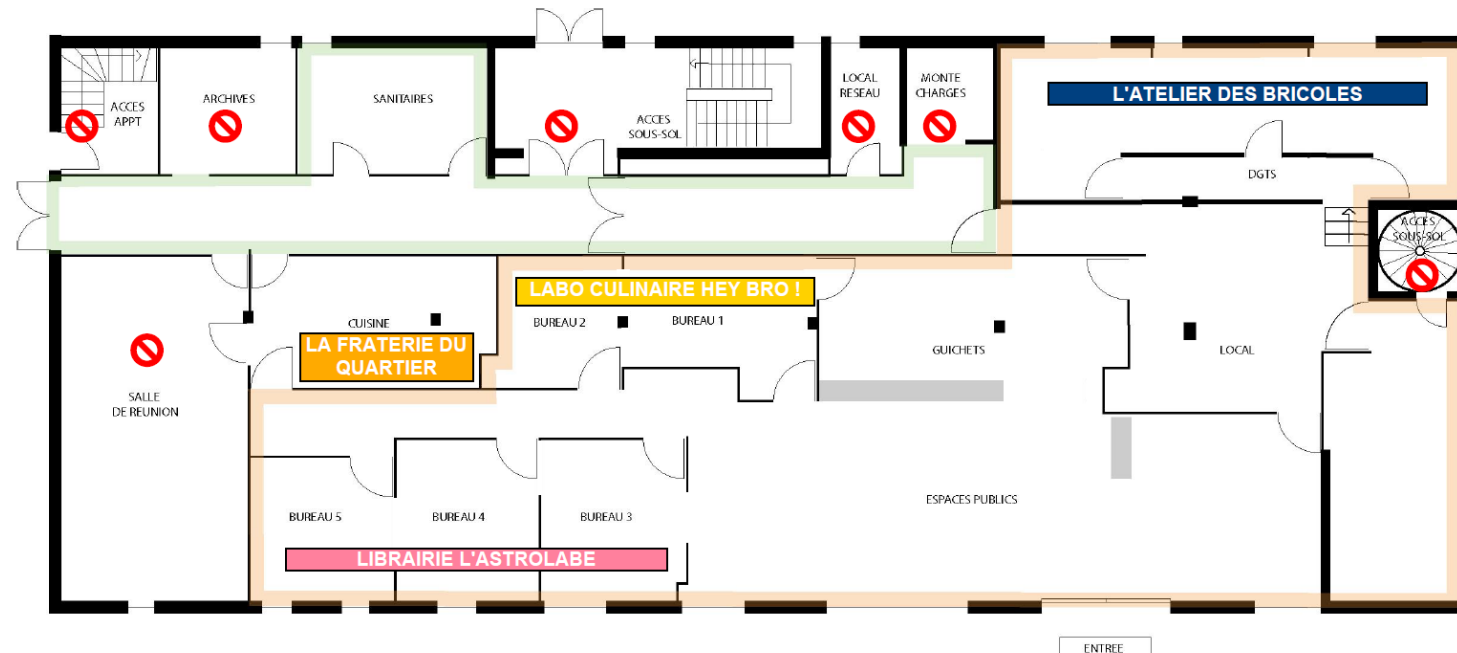 ACCES
APPT
ARCHIVES
SANITAIRES
ACCES
SOUS-SOL
LOCAL
RESEAU
MONTE
CHARGES
L'ATELIER DES BRICOLES
DGTS
ACCES
SOUS-SOL
LABO CULINAIRE HEY BRO !
CUISINE
BUREAU 2
BUREAU 1
LA FRATERIE DU
QUARTIER
GUICHETS
LOCAL
SALLE
DE REUNION
ESPACES PUBLICS
BUREAU 5
BUREAU 4
BUREAU 3
LIBRAIRIE L'ASTROLABE
ENTREE